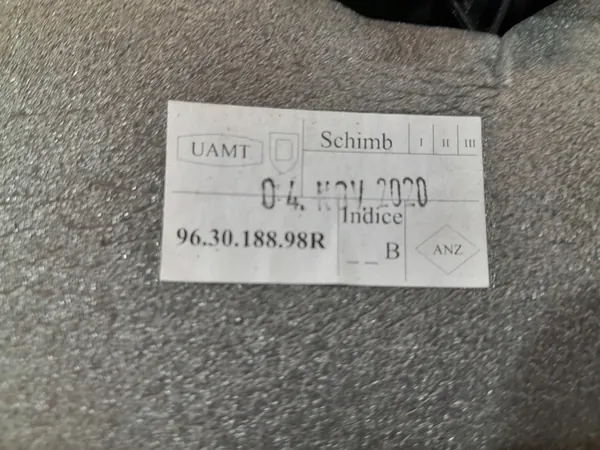 UAMT
Schimb I II III
04. NOV. 2020
Indice
96.30.188.98R
_ _ B
ANZ